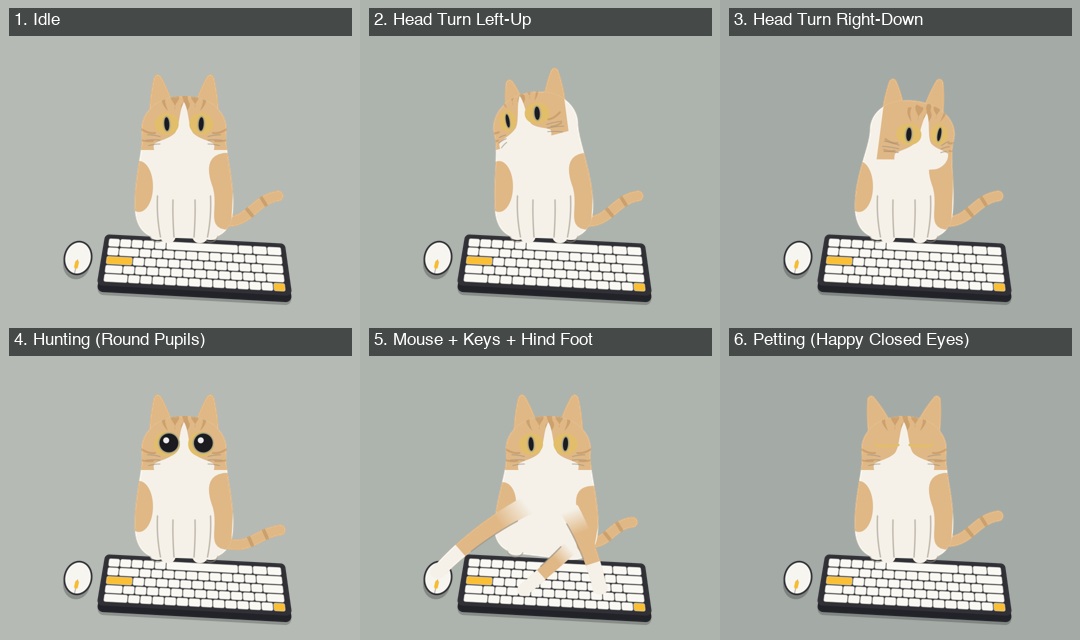 1. Idle
2. Head Turn Left-Up
3. Head Turn Right-Down
4. Hunting (Round Pupils)
5. Mouse + Keys + Hind Foot
6. Petting (Happy Closed Eyes)